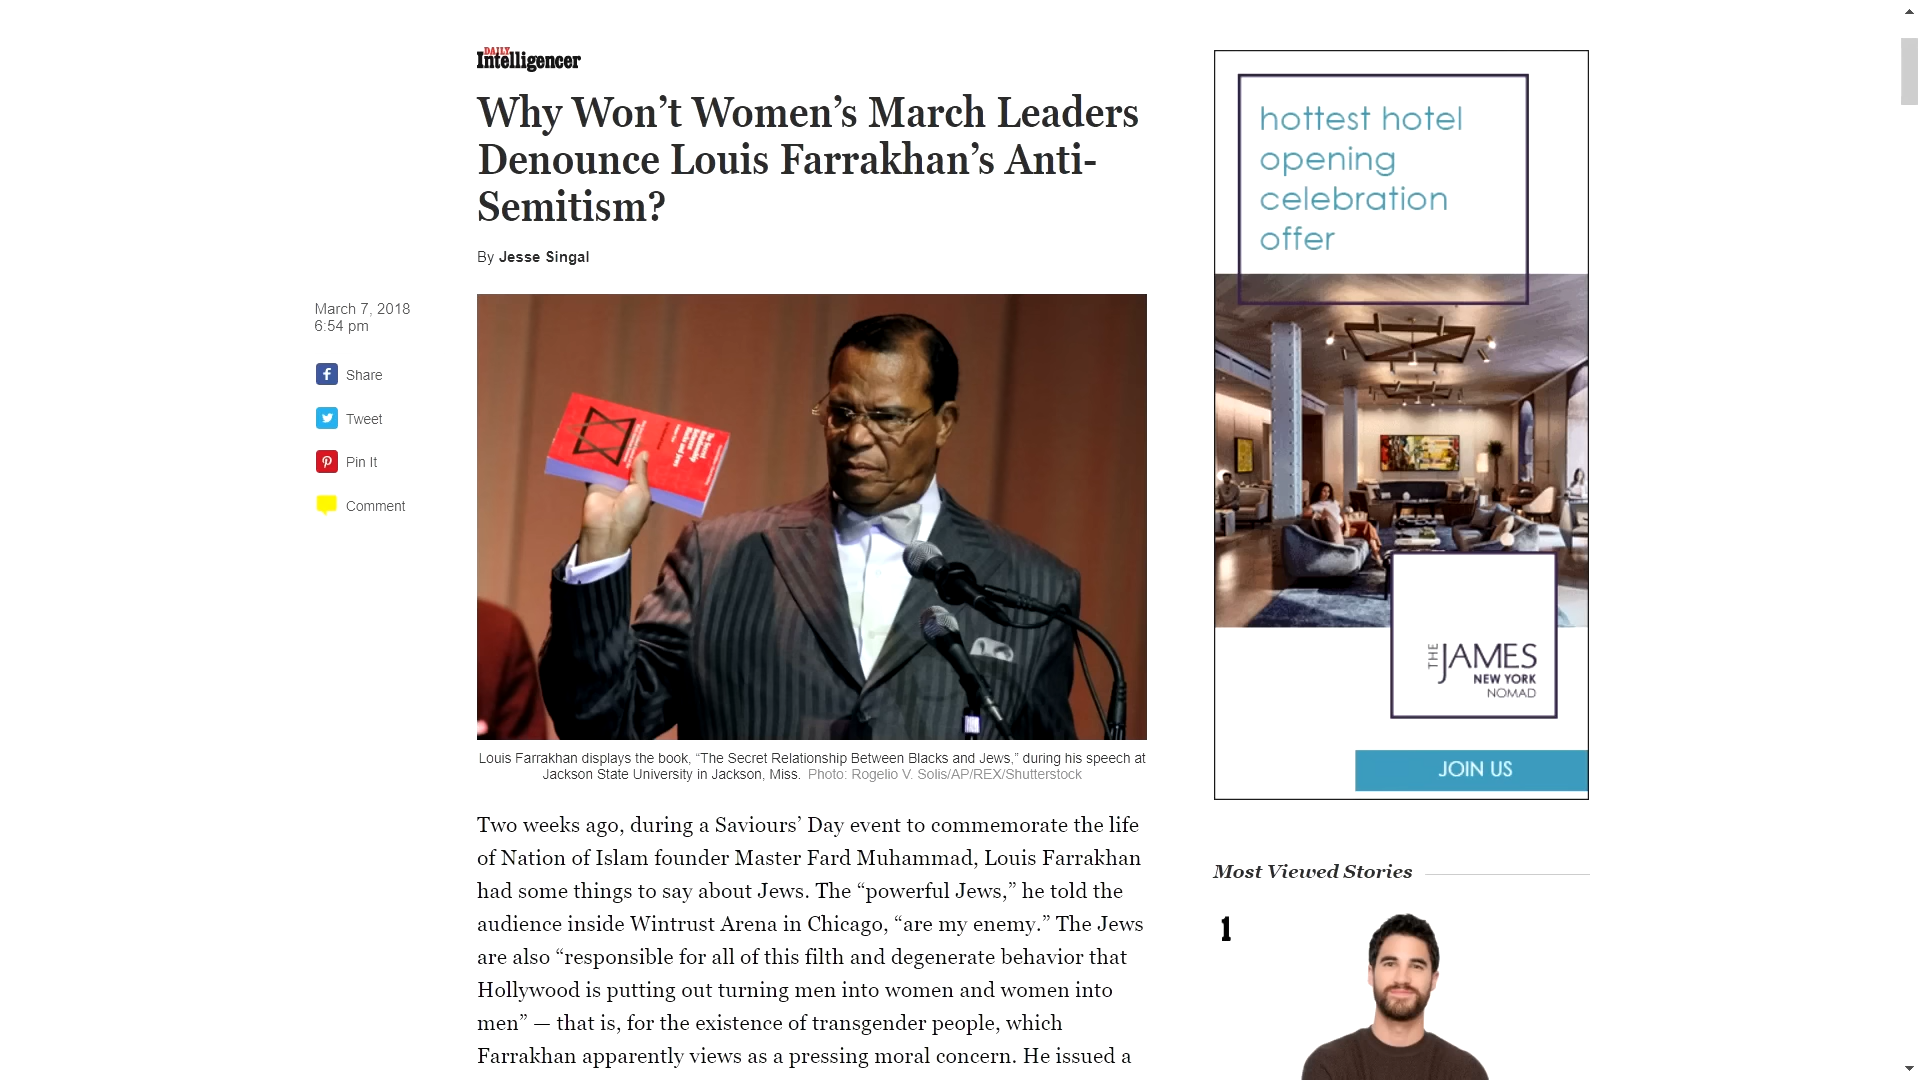 DAILY
Intelligencer
Why Won’t Women’s March Leaders
Denounce Louis Farrakhan’s Anti-
Semitism?
By Jesse Singal
March 7, 2018
6:54 pm
Share
Tweet
Pin It
Comment
Louis Farrakhan displays the book, “The Secret Relationship Between Blacks and Jews,” during his speech at
Jackson State University in Jackson, Miss. Photo: Rogelio V. Solis/AP/REX/Shutterstock
Two weeks ago, during a Saviours’ Day event to commemorate the life
of Nation of Islam founder Master Fard Muhammad, Louis Farrakhan
had some things to say about Jews. The “powerful Jews,” he told the
audience inside Wintrust Arena in Chicago, “are my enemy.” The Jews
are also “responsible for all of this filth and degenerate behavior that
Hollywood is putting out turning men into women and women into
men” — that is, for the existence of transgender people, which
Farrakhan apparently views as a pressing moral concern. He issued a
hottest hotel
opening
celebration
offer
THE
JAMES
NEW YORK
NOMAD
JOIN US
Most Viewed Stories
1